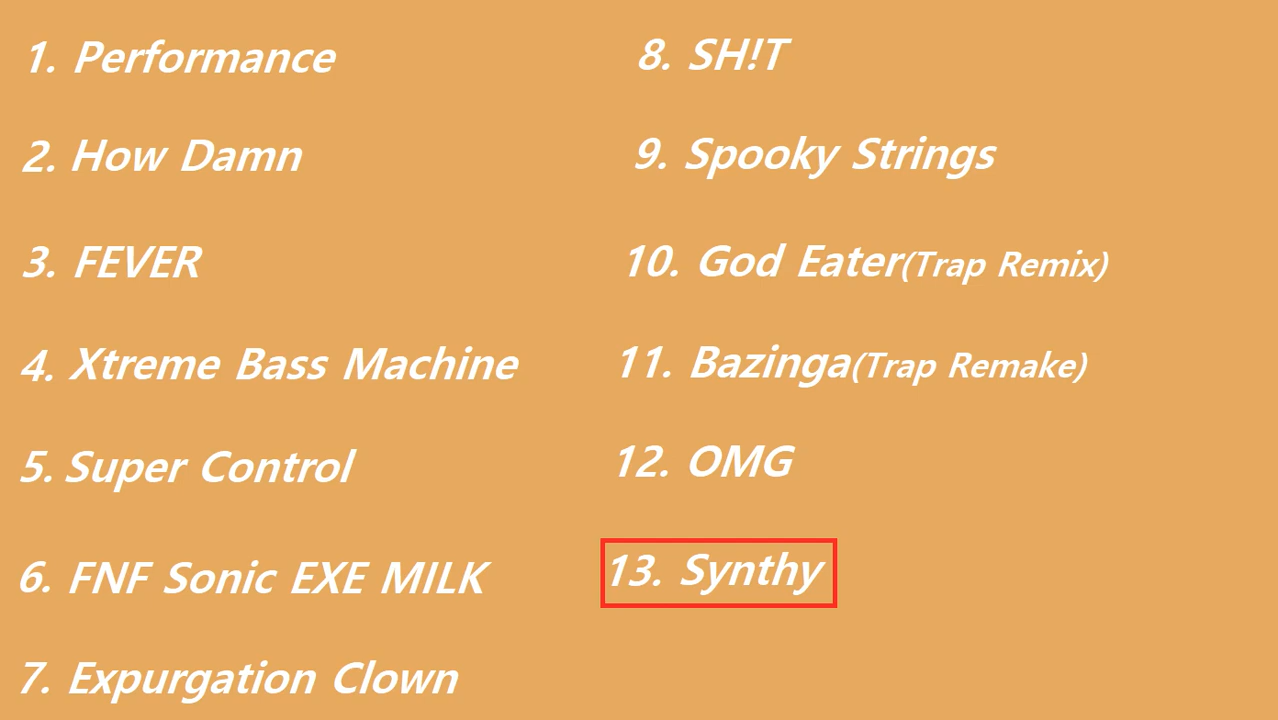 1. Performance
2. How Damn
3. FEVER
4. Xtreme Bass Machine
5. Super Control
6. FNF Sonic EXE MILK
7. Expurgation Clown
8. SH!T
9. Spooky Strings
10. God Eater(Trap Remix)
11. Bazinga(Trap Remake)
12. OMG
13. Synthy